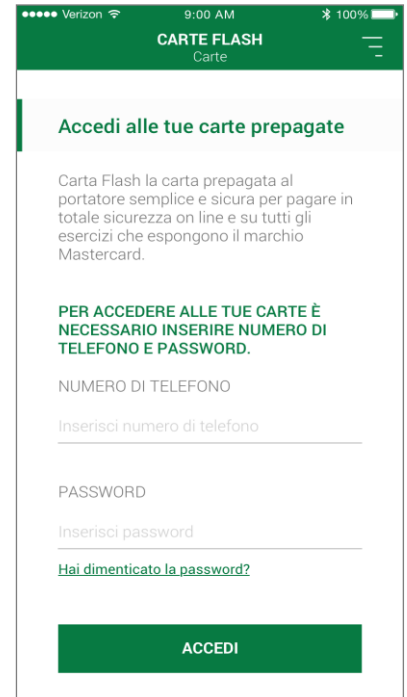 Verizon 9:00 AM 100%
CARTE FLASH
Carte
Accedi alle tue carte prepagate
Carta Flash la carta prepagata al
portatore semplice e sicura per pagare in
totale sicurezza on line e su tutti gli
esercizi che espongono il marchio
Mastercard.
PER ACCEDERE ALLE TUE CARTE È
NECESSARIO INSERIRE NUMERO DI
TELEFONO E PASSWORD.
NUMERO DI TELEFONO
Inserisci numero di telefono
PASSWORD
Inserisci password
Hai dimenticato la password?
ACCEDI